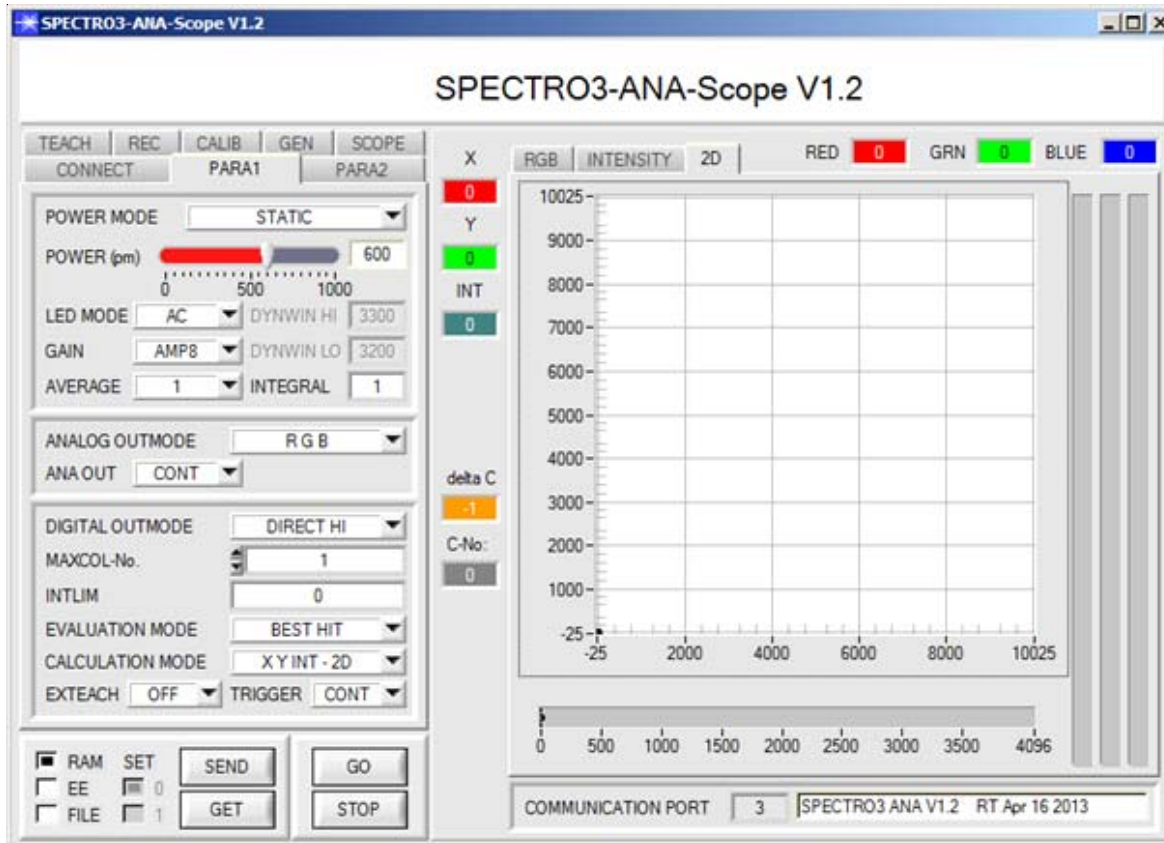 SPECTRO3-ANA-Scope V1.2
SPECTRO3-ANA-Scope V1.2
TEACH REC CALIB GEN SCOPE
CONNECT PARA1 PARA2
POWER MODE STATIC
POWER (pm) 600
0 500 1000
LED MODE AC DYNWIN HI 3300
GAIN AMP8 DYNWIN LO 3200
AVERAGE 1 INTEGRAL 1
ANALOG OUTMODE R G B
ANA OUT CONT
DIGITAL OUTMODE DIRECT HI
MAXCOL-No. 1
INTLIM 0
EVALUATION MODE BEST HIT
CALCULATION MODE X Y INT - 2D
EXTEACH OFF TRIGGER CONT
RAM SET SEND GO
EE 0
FILE 1 GET STOP
X
0
Y
0
INT
0
delta C
-1
C-No:
0
RGB INTENSITY 2D RED 0 GRN 0 BLUE 0
10025
9000
8000
7000
6000
5000
4000
3000
2000
1000
-25
-25 2000 4000 6000 8000 10025
0 500 1000 1500 2000 2500 3000 3500 4096
COMMUNICATION PORT 3 SPECTRO3 ANA V1.2 RT Apr 16 2013